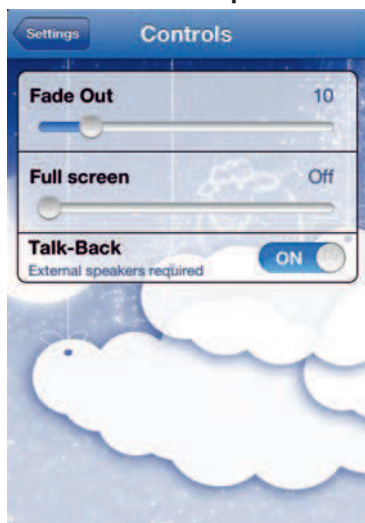 Settings
Controls
Fade Out 10
Full screen Off
Talk-Back
External speakers required
ON